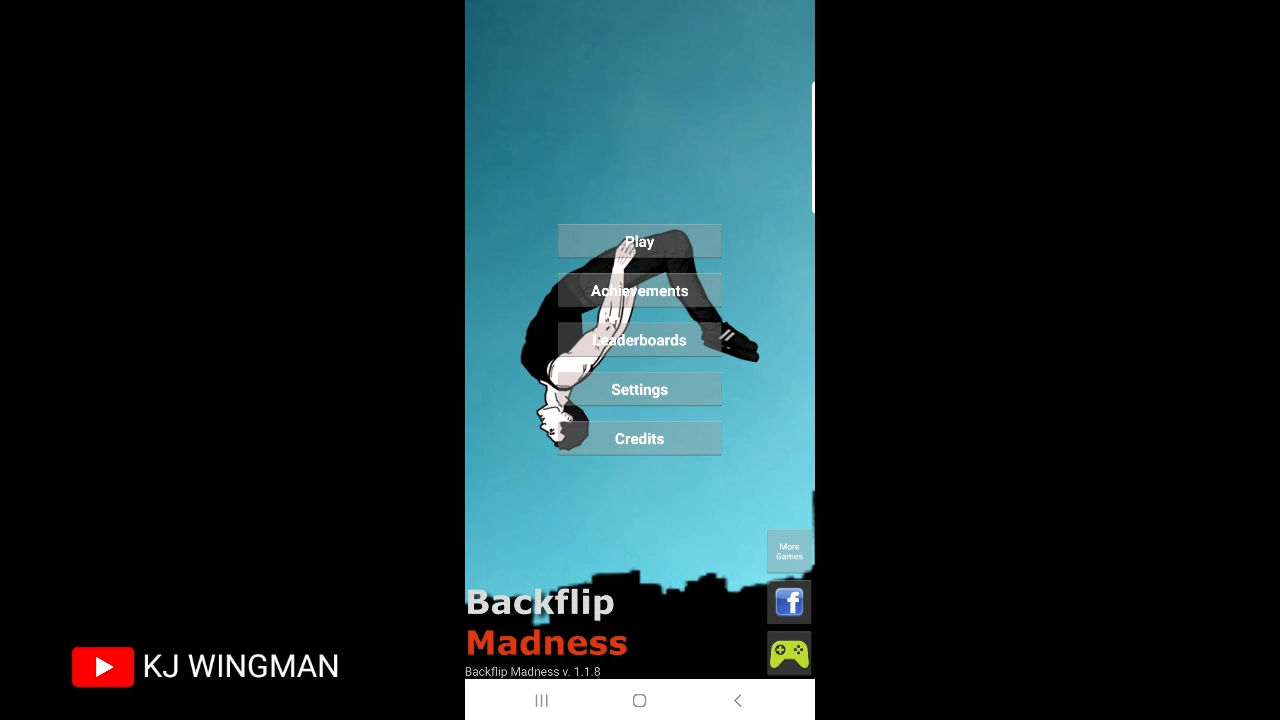 Play
Achievements
Leaderboards
Settings
Credits
More
Games
f
Backflip
Madness
Backflip Madness v. 1.1.8
KJ WINGMAN